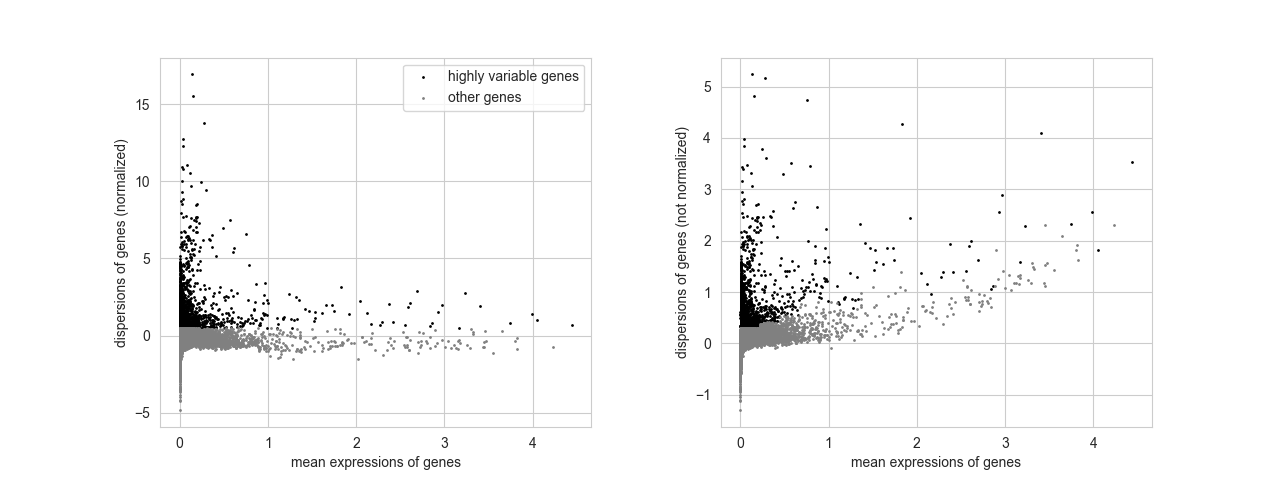 highly variable genes
other genes
dispersions of genes (normalized)
15
10
5
0
−5
0 1 2 3 4
mean expressions of genes
dispersions of genes (not normalized)
5
4
3
2
1
0
−1
0 1 2 3 4
mean expressions of genes